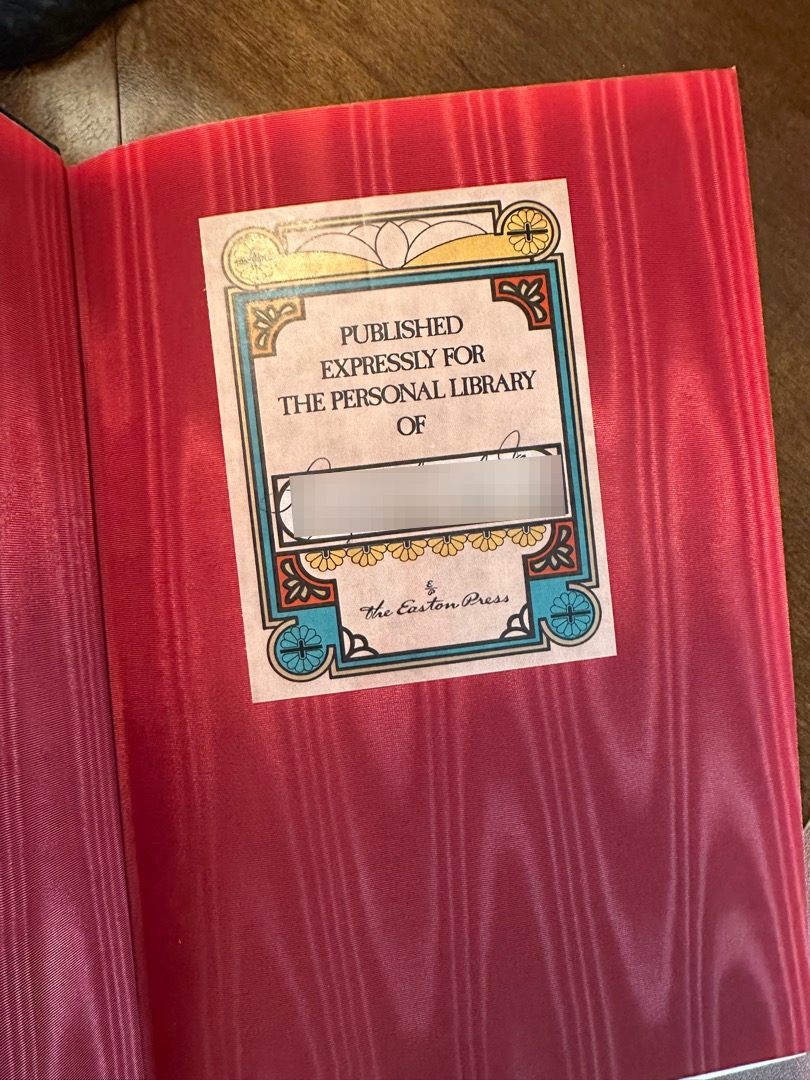 PUBLISHED
EXPRESSLY FOR
THE PERSONAL LIBRARY
OF
The Easton Press